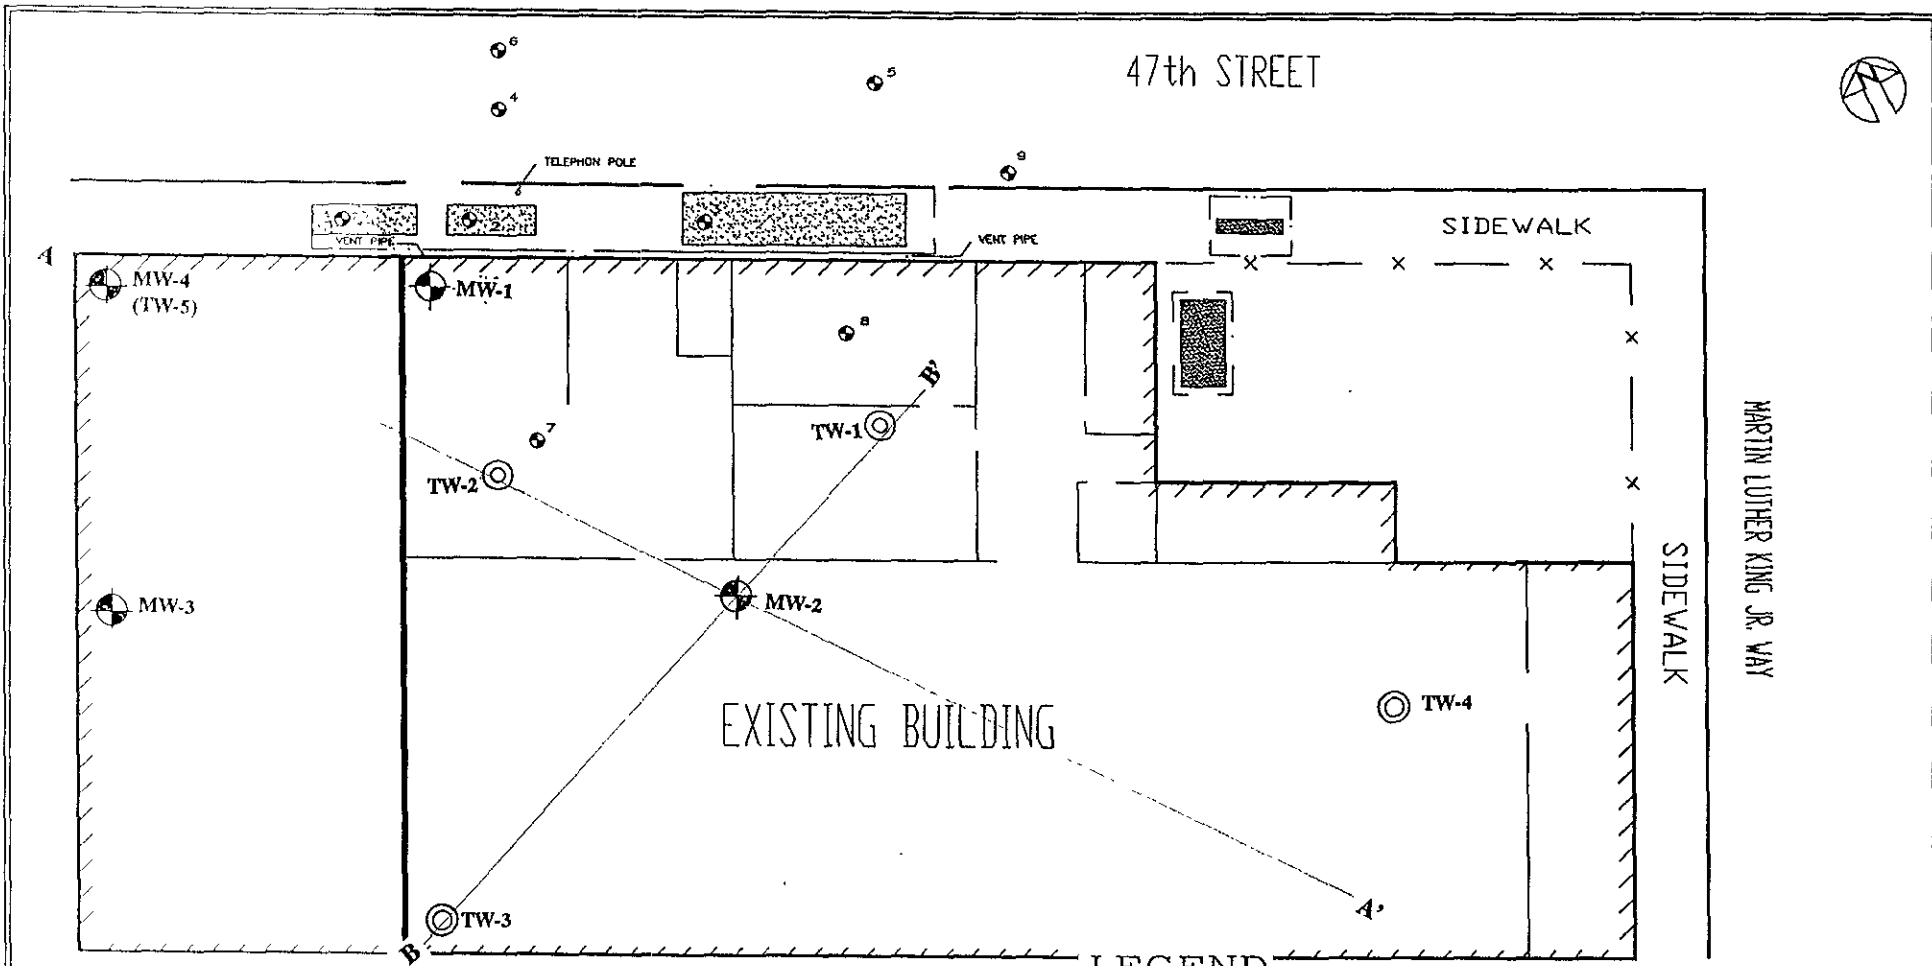 6
5
47th STREET
4
9
TELEPHON POLE
2
SIDEWALK
VENT PIPE
VENT PIPE
A
MW-4
(TW-5)
MW-1
8
B'
TW-1
7
TW-2
MARTIN LUTHER KING JR. WAY
SIDEWALK
MW-3
MW-2
TW-4
EXISTING BUILDING
A'
TW-3
B
LEGEND